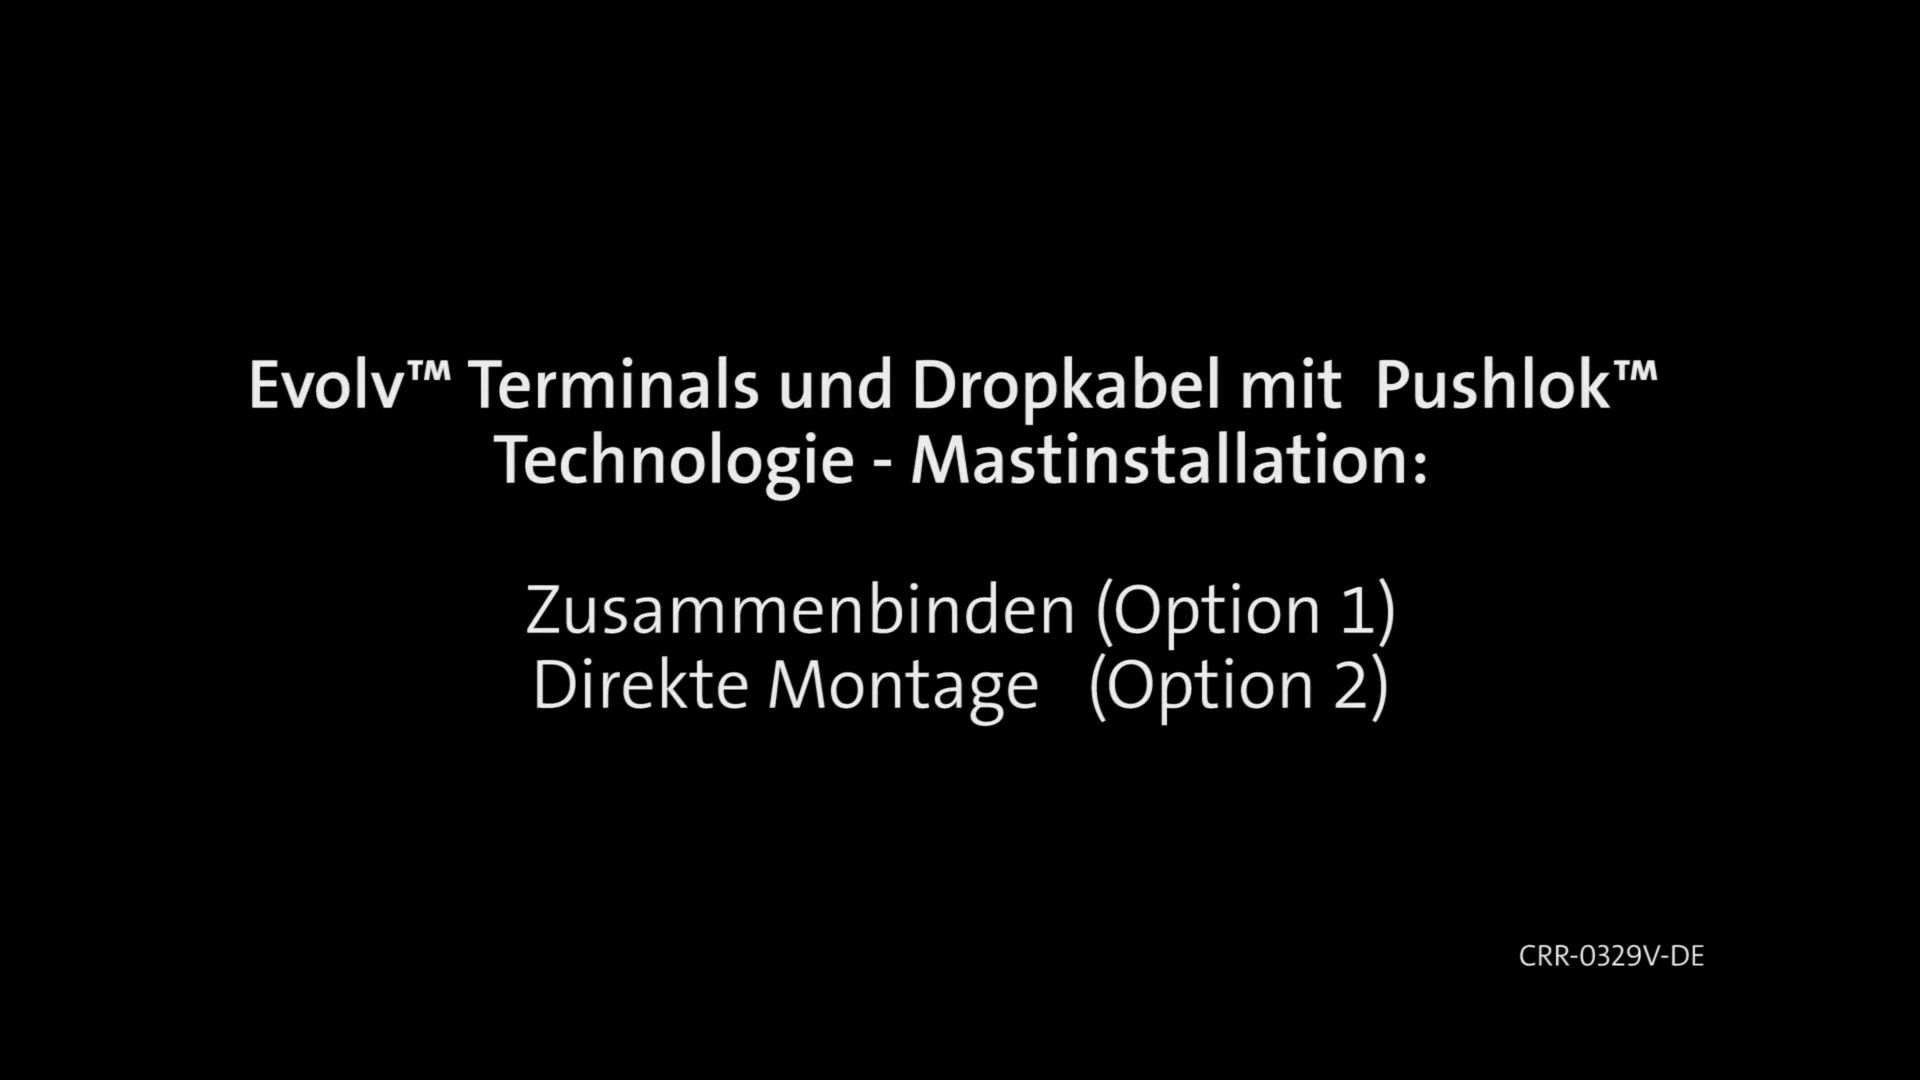 Evolv™ Terminals und Dropkabel mit  Pushlok™
Technologie - Mastinstallation:
Zusammenbinden (Option 1)
Direkte Montage   (Option 2)
CRR-0329V-DE